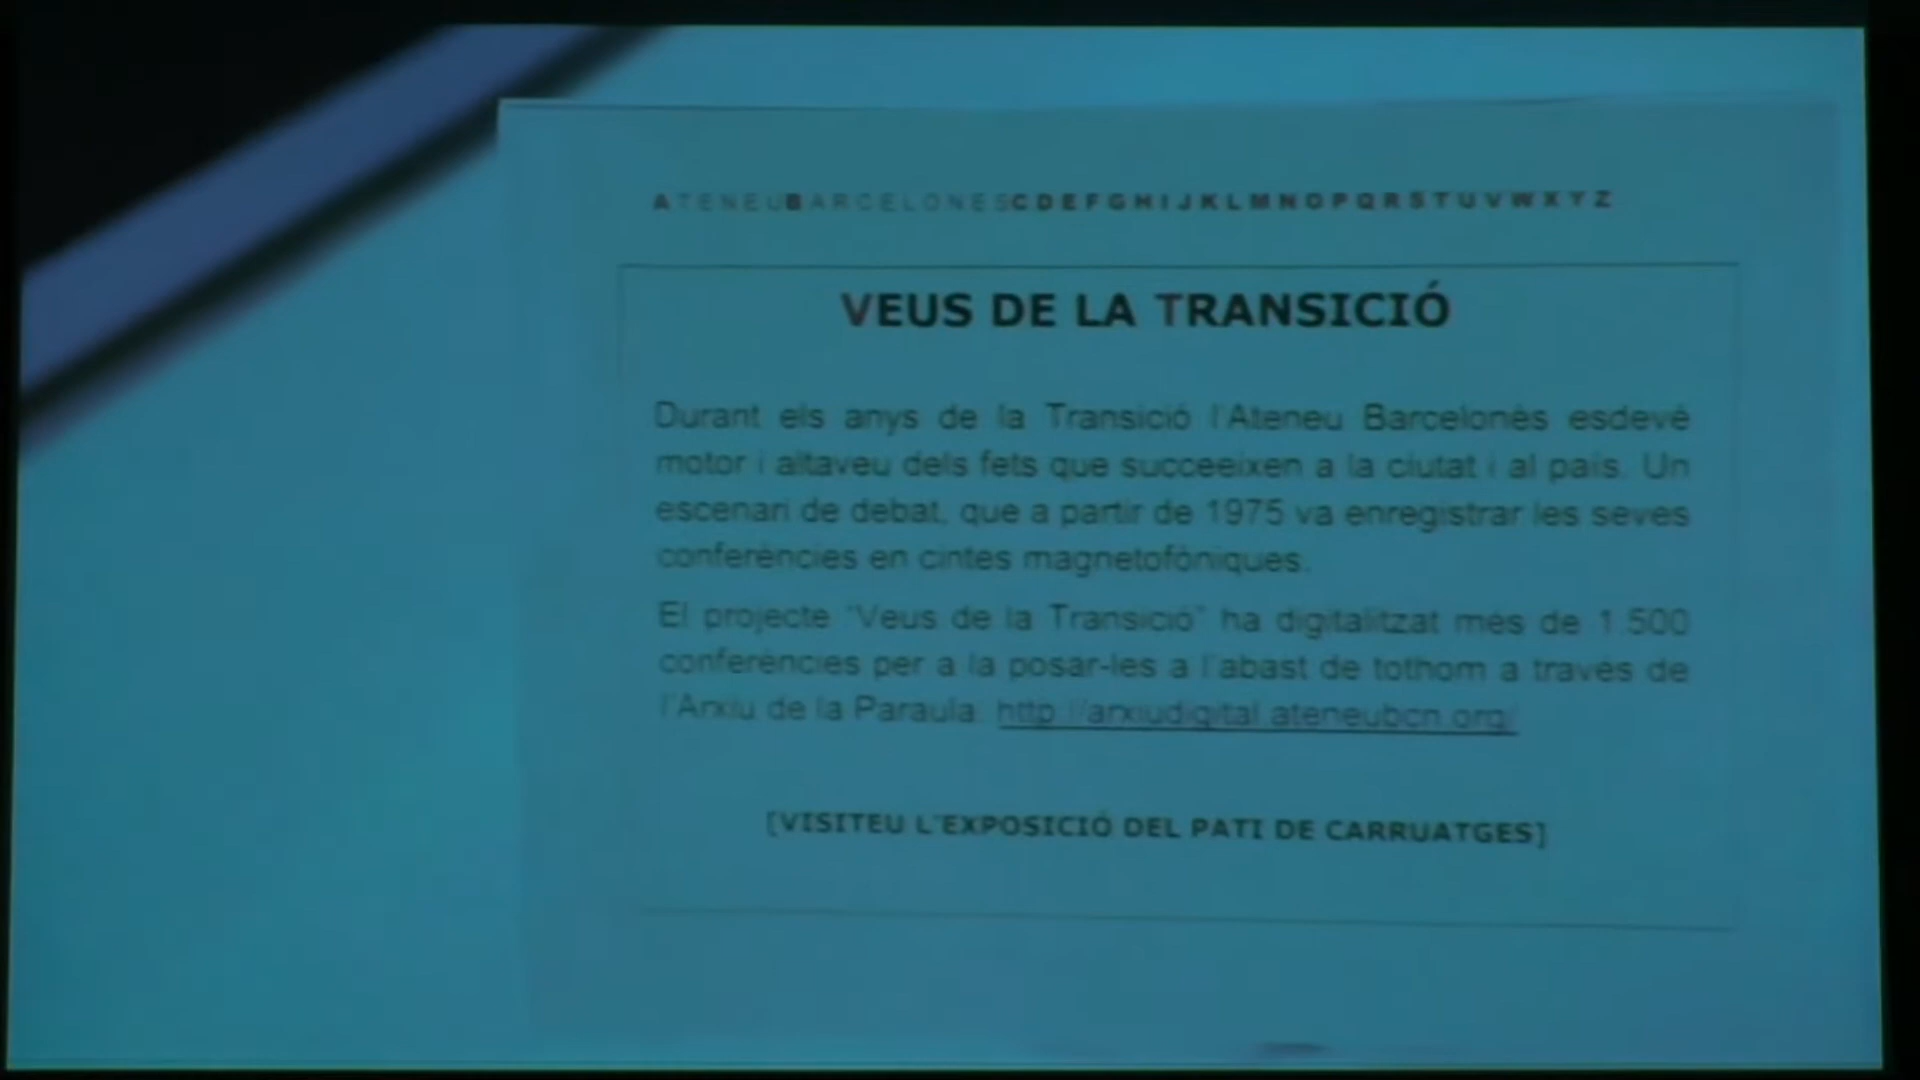 ATENEUBARCELONESCDEFGHIJKLMNOPQRSTUVWXYZ
VEUS DE LA TRANSICIÓ
Durant els anys de la Transició l'Ateneu Barcelonès esdevé
motor i altaveu dels fets que succeeixen a la ciutat i al país. Un
escenari de debat, que a partir de 1975 va enregistrar les seves
conferències en cintes magnetofòniques.
El projecte "Veus de la Transició" ha digitalitzat més de 1.500
conferències per a la posar-les a l'abast de tothom a través de
l'Arxiu de la Paraula: http://arxiudigital.ateneubcn.org/
[VISITEU L'EXPOSICIÓ DEL PATI DE CARRUATGES]